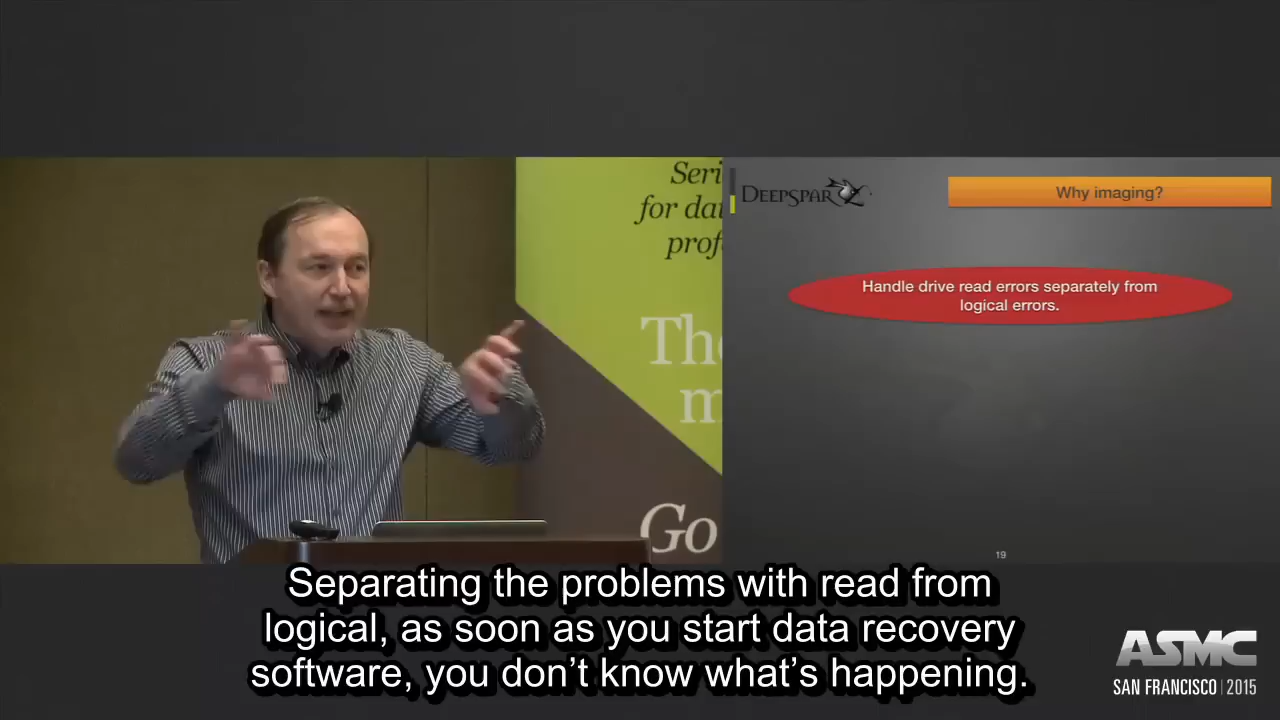 Seri
for dat
prof
The
m
Go
DEEPSPAR
Why imaging?
Handle drive read errors separately from
logical errors.
19
Separating the problems with read from
logical, as soon as you start data recovery
software, you don’t know what’s happening.
ASMC
SAN FRANCISCO | 2015